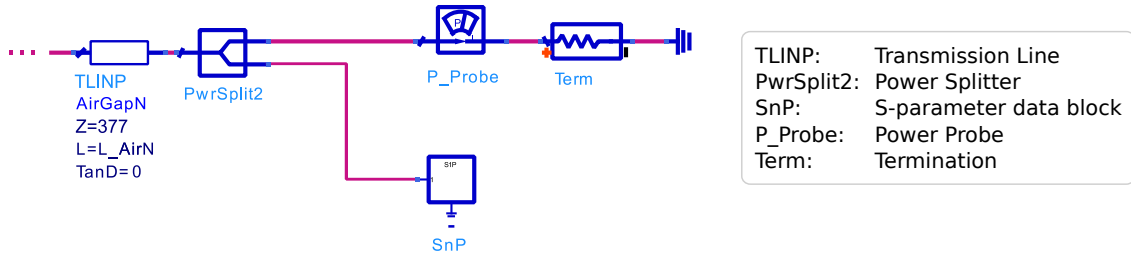 P
P_Probe
Term
TLINP
AirGapN
Z=377
L=L_AirN
TanD=0
PwrSplit2
S1P
1
SnP
TLINP: Transmission Line
PwrSplit2: Power Splitter
SnP: S-parameter data block
P_Probe: Power Probe
Term: Termination